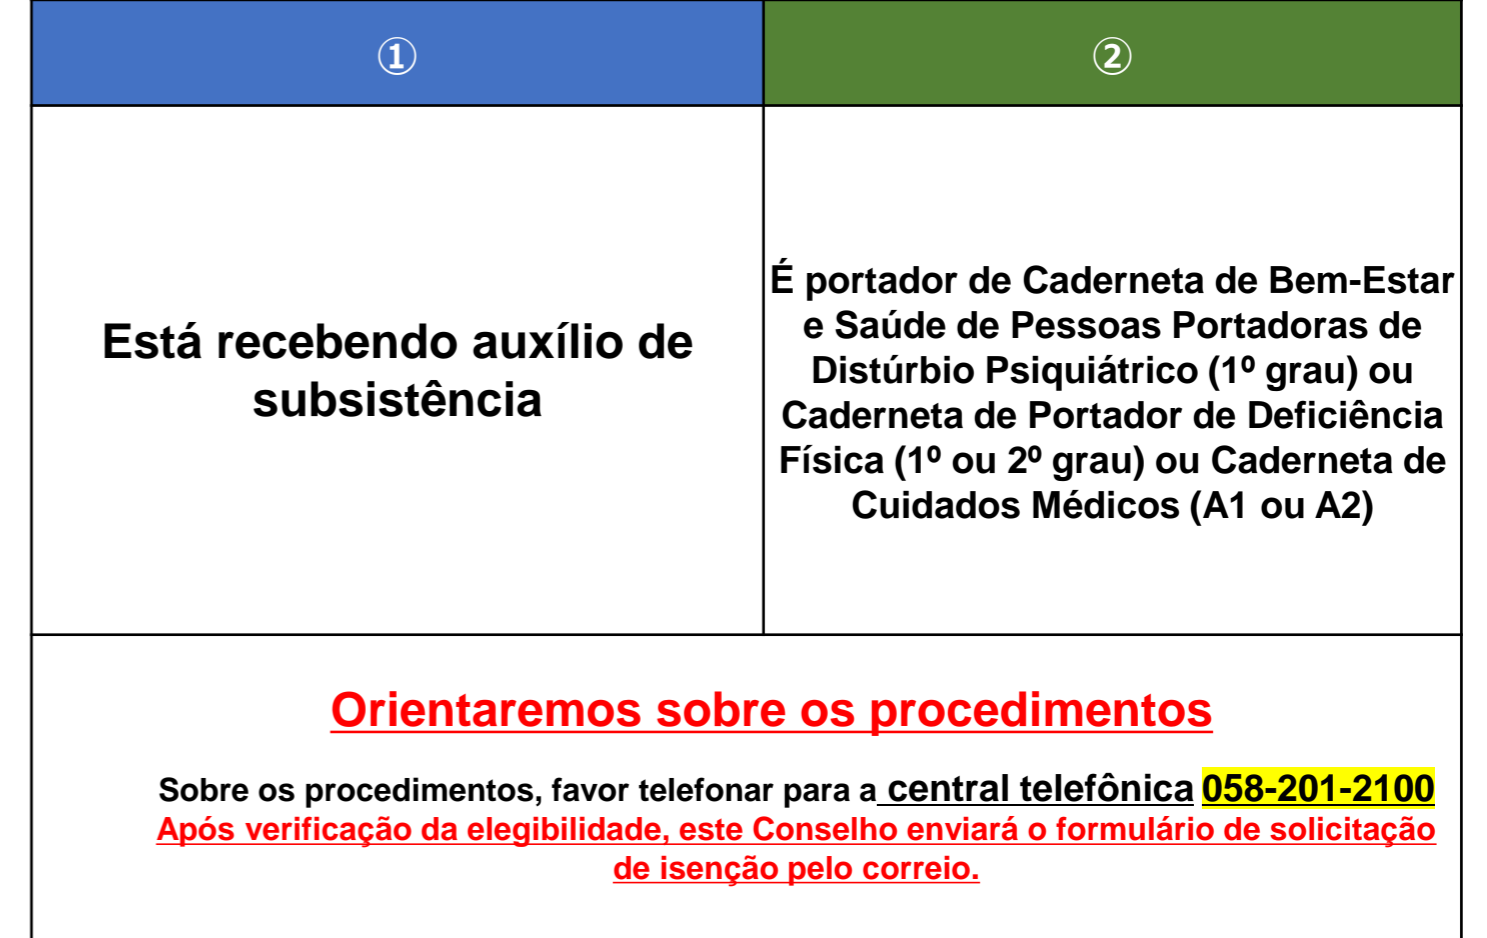 ①
②
Está recebendo auxílio de
subsistência
É portador de Caderneta de Bem-Estar
e Saúde de Pessoas Portadoras de
Distúrbio Psiquiátrico (1º grau) ou
Caderneta de Portador de Deficiência
Física (1º ou 2º grau) ou Caderneta de
Cuidados Médicos (A1 ou A2)
Orientaremos sobre os procedimentos
Sobre os procedimentos, favor telefonar para a central telefônica 058-201-2100
Após verificação da elegibilidade, este Conselho enviará o formulário de solicitação
de isenção pelo correio.